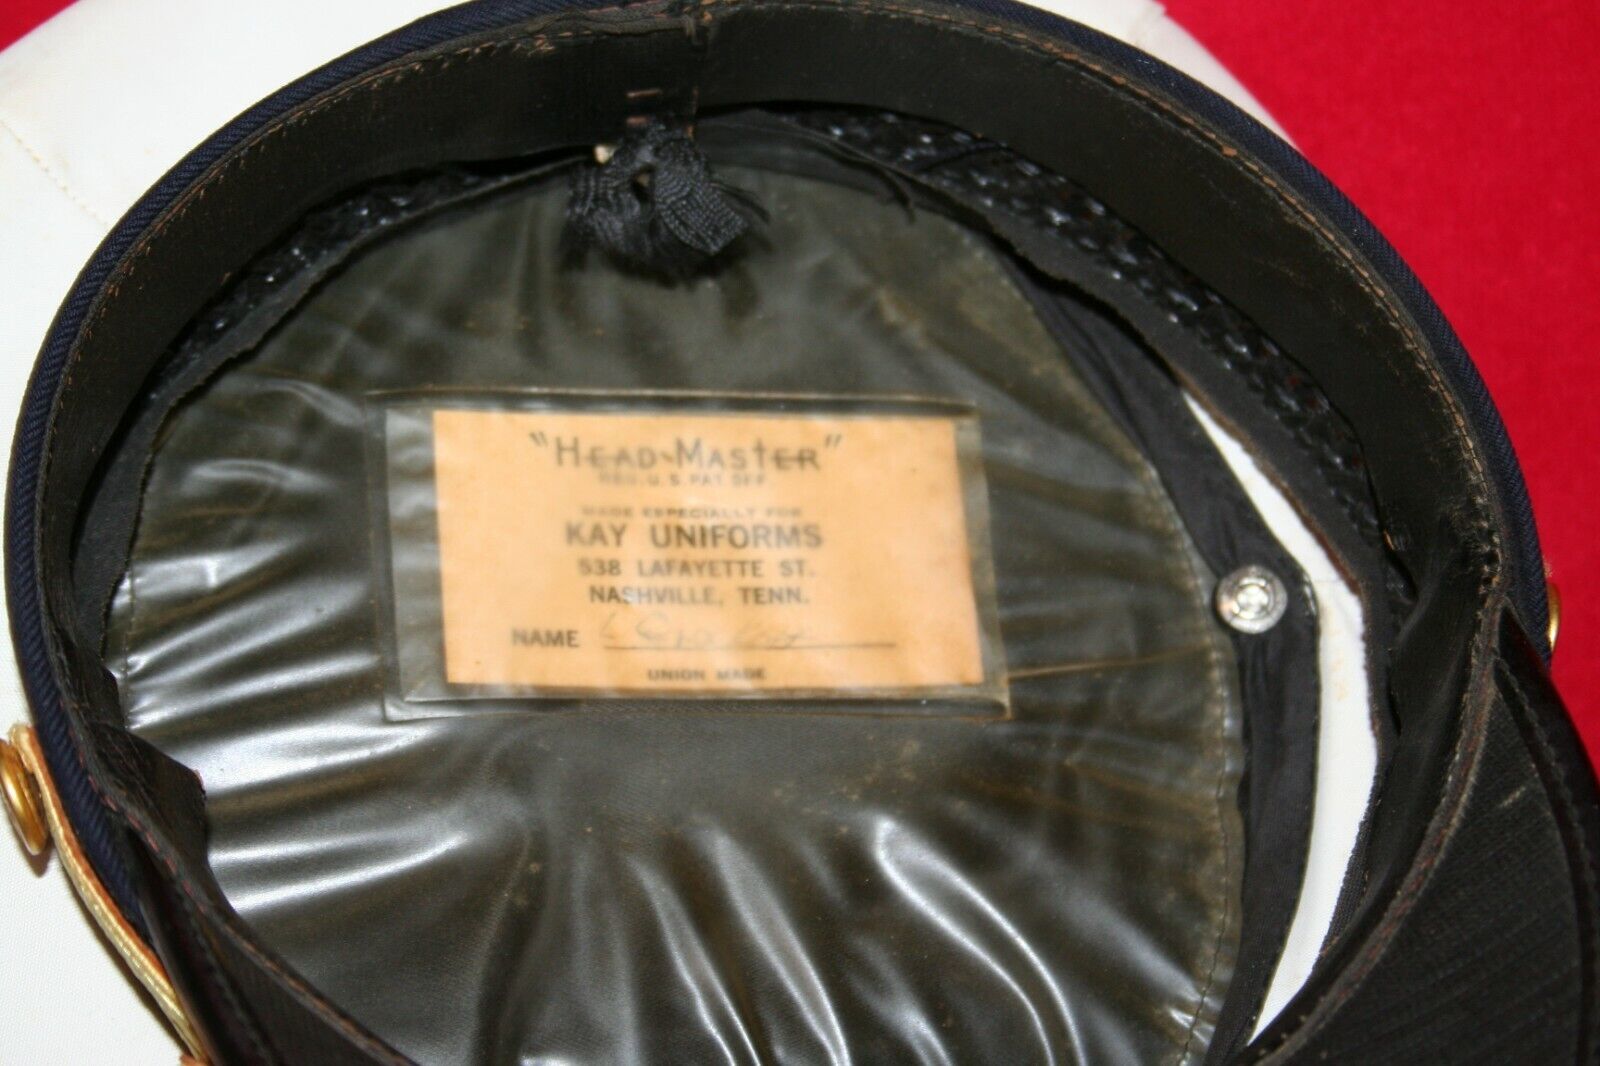 "HEAD-MASTER"
REG. U.S. PAT. OFF.
MADE ESPECIALLY FOR
KAY UNIFORMS
538 LAFAYETTE ST.
NASHVILLE, TENN.
NAME
UNION MADE